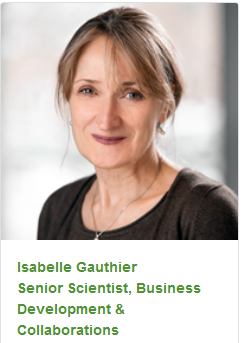 Isabelle Gauthier
Senior Scientist, Business
Development &
Collaborations